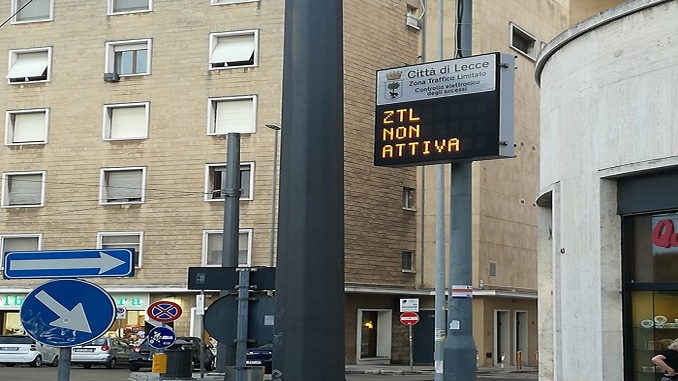 Città di Lecce
Zona Traffico Limitato
Controllo elettronico
degli accessi
ZTL
NON
ATTIVA